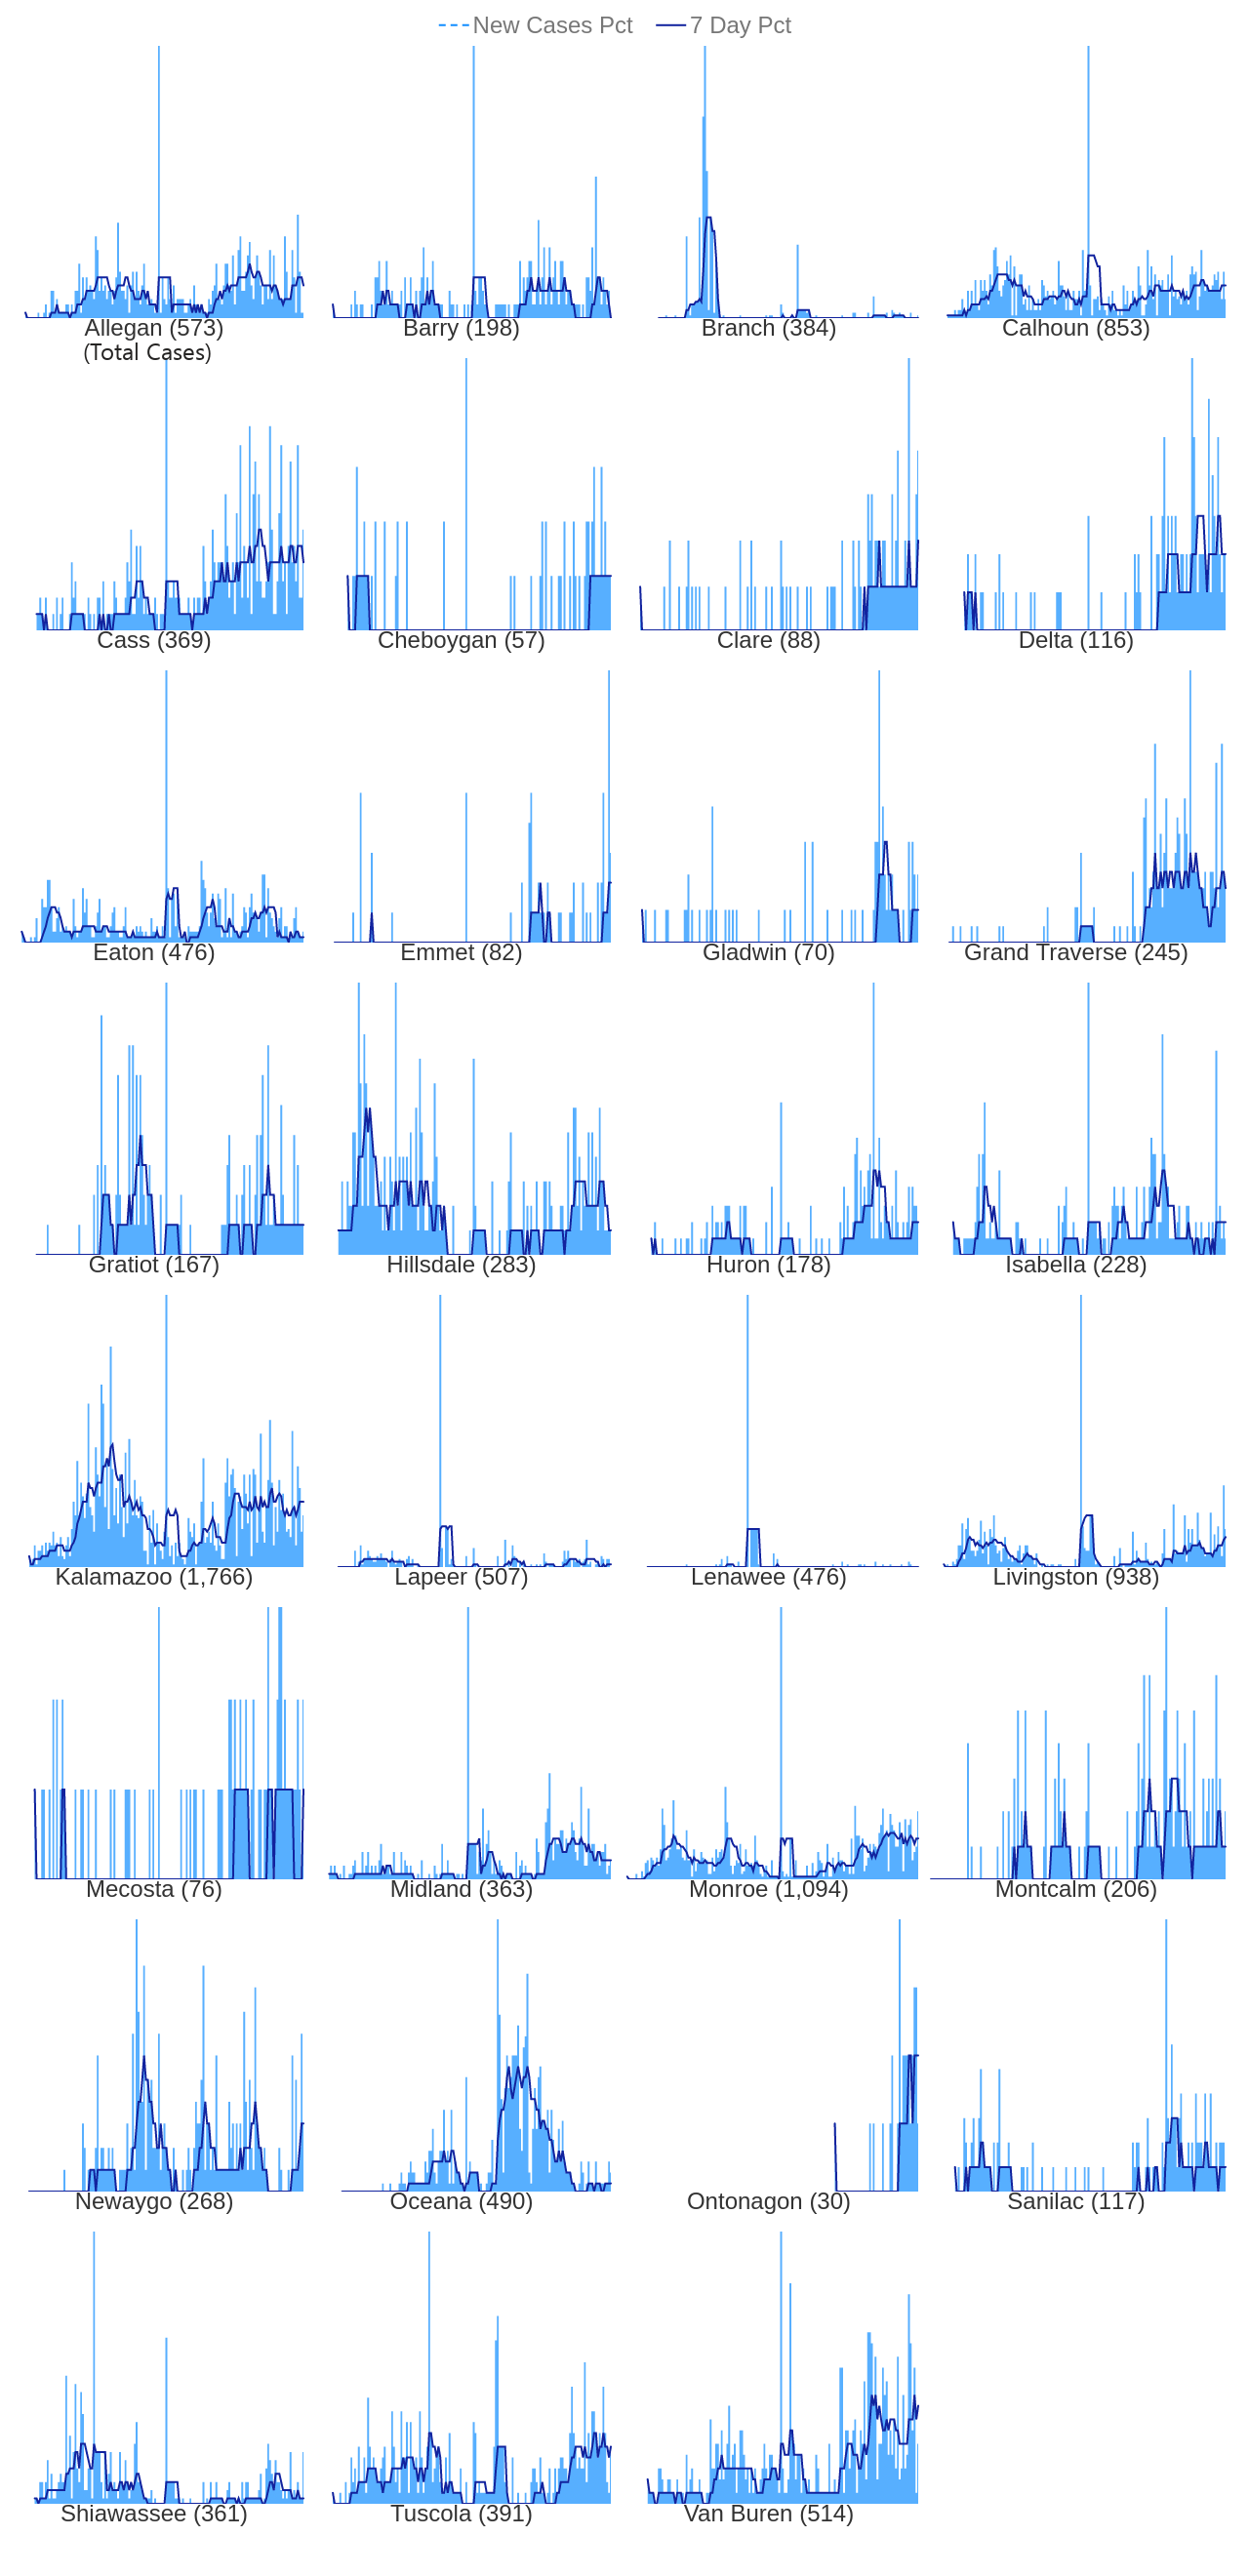 New Cases Pct 7 Day Pct
Allegan (573) Barry (198) Branch (384) Calhoun (853)
(Total Cases)
Cass (369) Cheboygan (57) Clare (88) Delta (116)
Eaton (476) Emmet (82) Gladwin (70) Grand Traverse (245)
Gratiot (167) Hillsdale (283) Huron (178) Isabella (228)
Kalamazoo (1,766) Lapeer (507) Lenawee (476) Livingston (938)
Mecosta (76) Midland (363) Monroe (1,094) Montcalm (206)
Newaygo (268) Oceana (490) Ontonagon (30) Sanilac (117)
Shiawassee (361) Tuscola (391) Van Buren (514)